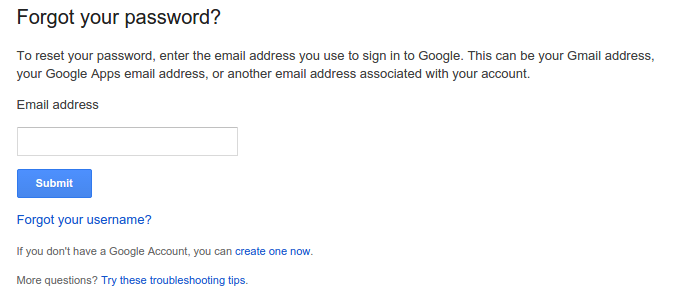 Forgot your password?
To reset your password, enter the email address you use to sign in to Google. This can be your Gmail address,
your Google Apps email address, or another email address associated with your account.
Email address
Submit
Forgot your username?
If you don't have a Google Account, you can create one now.
More questions? Try these troubleshooting tips.